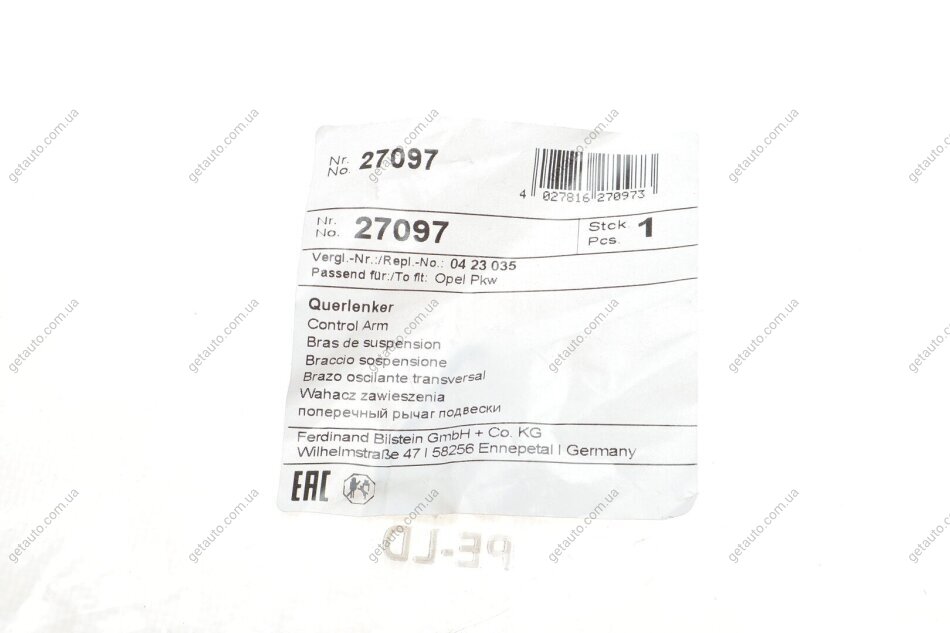 Nr.
No. 27097
4 027816 270973
Nr.
No. 27097
Stck
Pcs. 1
Vergl.-Nr.:/Repl.-No.: 04 23 035
Passend für:/To fit: Opel Pkw
Querlenker
Control Arm
Bras de suspension
Braccio sospensione
Brazo oscilante transversal
Wahacz zawieszenia
поперечный рычаг подвески
Ferdinand Bilstein GmbH + Co. KG
Wilhelmstraße 47 | 58256 Ennepetal | Germany
EAC
PE-LD
getauto.com.ua